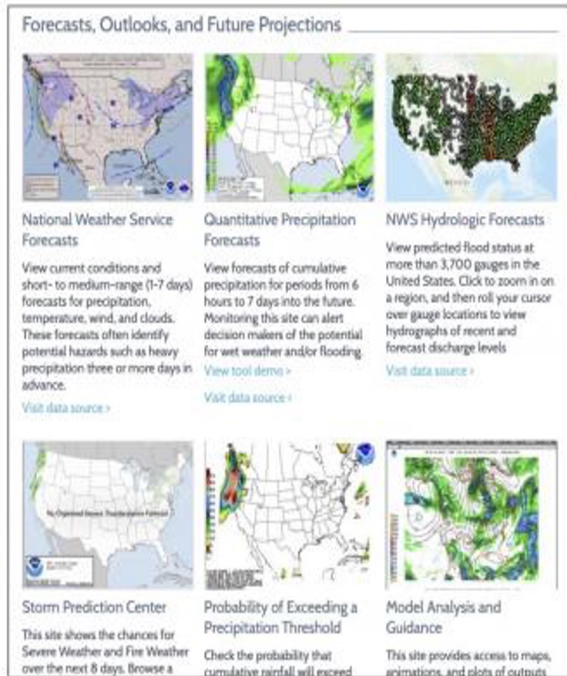 Forecasts, Outlooks, and Future Projections
National Weather Service
Forecasts
View current conditions and
short- to medium-range (1-7 days)
forecasts for precipitation,
temperature, wind, and clouds.
These forecasts often identify
potential hazards such as heavy
precipitation three or more days in
advance.
Visit data source ›
Quantitative Precipitation
Forecasts
View forecasts of cumulative
precipitation for periods from 6
hours to 7 days into the future.
Monitoring this site can alert
decision makers of the potential
for wet weather and/or flooding.
View tool demo ›
Visit data source ›
MEXICO
NWS Hydrologic Forecasts
View predicted flood status at
more than 3,700 gauges in the
United States. Click to zoom in on
a region, and then roll your cursor
over gauge locations to view
hydrographs of recent and
forecast discharge levels
Visit data source ›
No Organized Severe Thunderstorms Forecast
Storm Prediction Center
This site shows the chances for
Severe Weather and Fire Weather
over the next 8 days. Browse a
Probability of Exceeding a
Precipitation Threshold
Check the probability that
cumulative rainfall will exceed
Model Analysis and
Guidance
This site provides access to maps,
animations, and plots of outputs